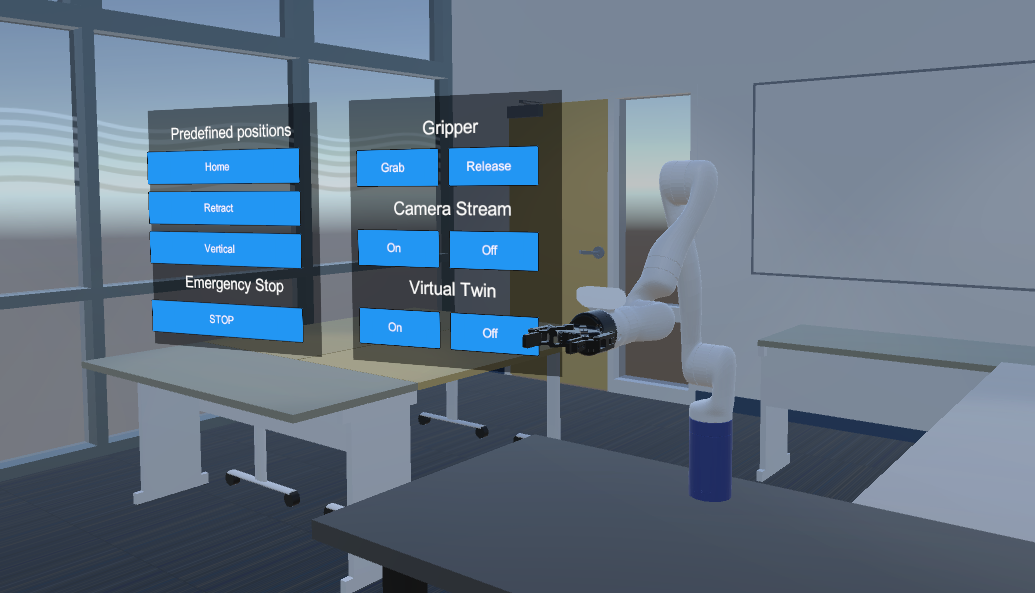 Predefined positions
Home
Retract
Vertical
Emergency Stop
STOP
Gripper
Grab
Release
Camera Stream
On
Off
Virtual Twin
On
Off